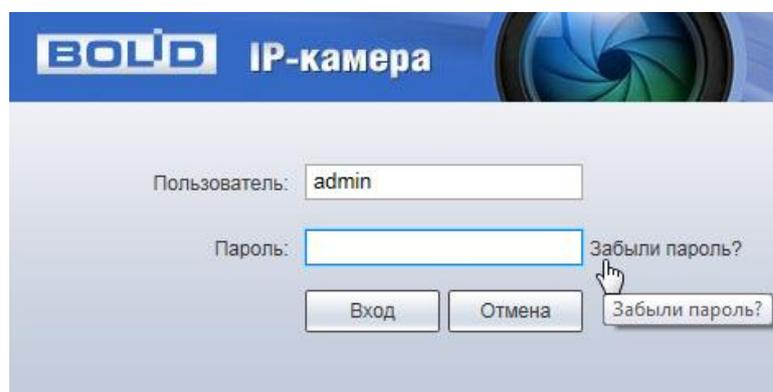 BOLID IP-камера
Пользователь: admin
Пароль: Забыли пароль?
Вход Отмена Забыли пароль?